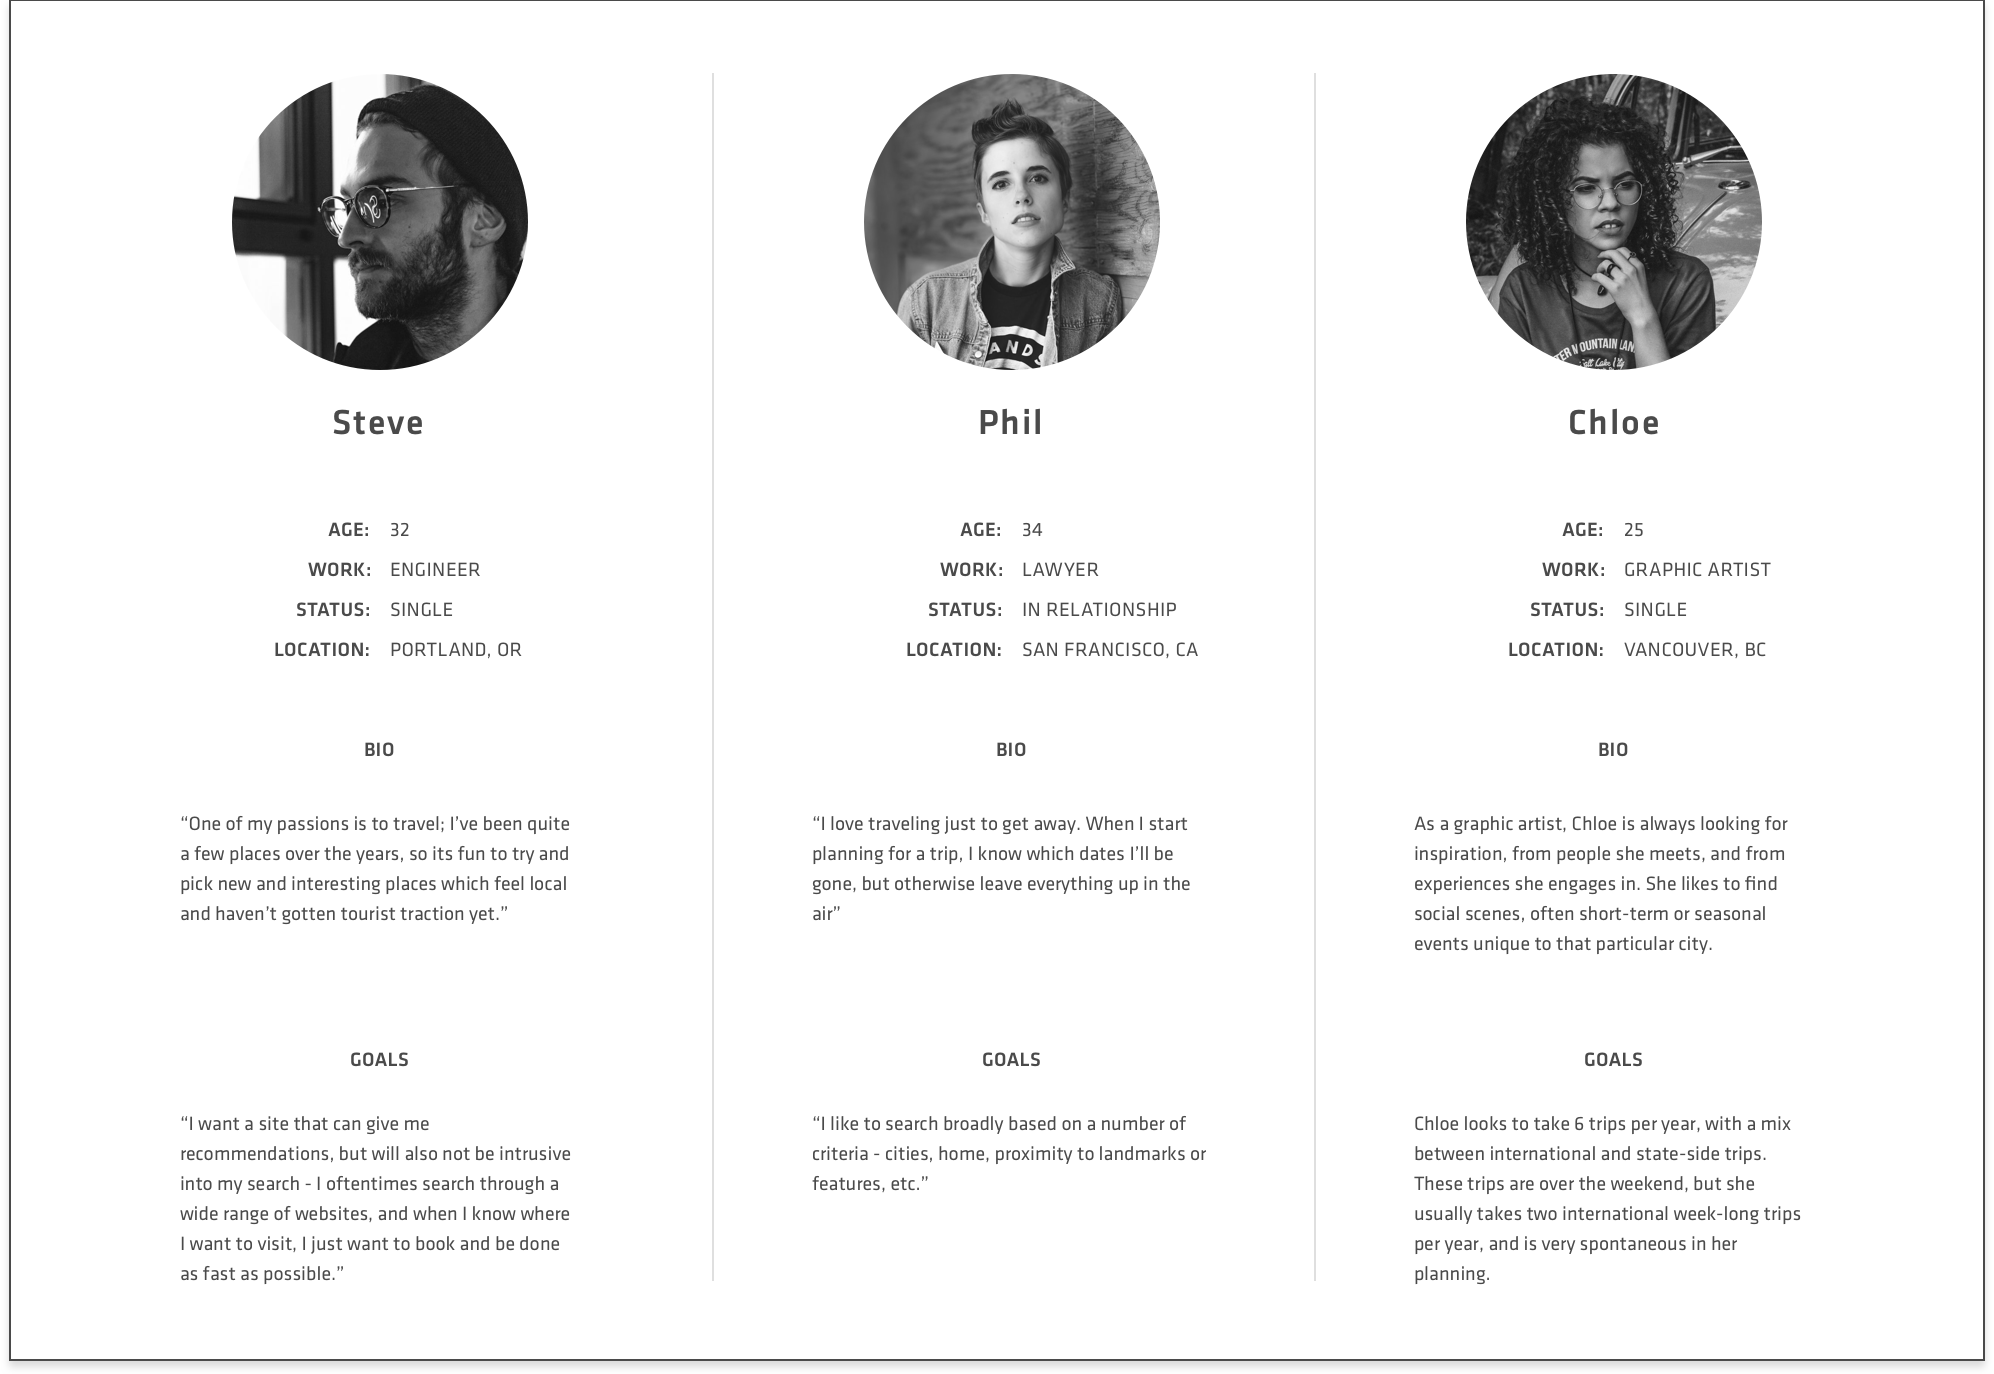 Steve
AGE: 32
WORK: ENGINEER
STATUS: SINGLE
LOCATION: PORTLAND, OR
BIO
“One of my passions is to travel; I’ve been quite
a few places over the years, so its fun to try and
pick new and interesting places which feel local
and haven’t gotten tourist traction yet.”
GOALS
“I want a site that can give me
recommendations, but will also not be intrusive
into my search - I oftentimes search through a
wide range of websites, and when I know where
I want to visit, I just want to book and be done
as fast as possible.”
ANDS
Phil
AGE: 34
WORK: LAWYER
STATUS: IN RELATIONSHIP
LOCATION: SAN FRANCISCO, CA
BIO
“I love traveling just to get away. When I start
planning for a trip, I know which dates I’ll be
gone, but otherwise leave everything up in the
air”
GOALS
“I like to search broadly based on a number of
criteria - cities, home, proximity to landmarks or
features, etc.”
MOUNTAIN
Salt Lake City
Chloe
AGE: 25
WORK: GRAPHIC ARTIST
STATUS: SINGLE
LOCATION: VANCOUVER, BC
BIO
As a graphic artist, Chloe is always looking for
inspiration, from people she meets, and from
experiences she engages in. She likes to find
social scenes, often short-term or seasonal
events unique to that particular city.
GOALS
Chloe looks to take 6 trips per year, with a mix
between international and state-side trips.
These trips are over the weekend, but she
usually takes two international week-long trips
per year, and is very spontaneous in her
planning.